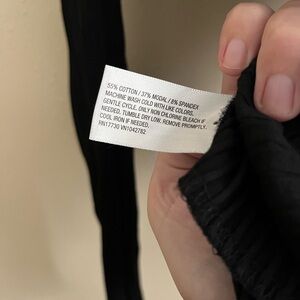 55% COTTON / 37% MODAL / 8% SPANDEX
MACHINE WASH COLD WITH LIKE COLORS,
GENTLE CYCLE. ONLY NON CHLORINE BLEACH IF
NEEDED. TUMBLE DRY LOW. REMOVE PROMPTLY.
COOL IRON IF NEEDED.
RN17730 VN1042782